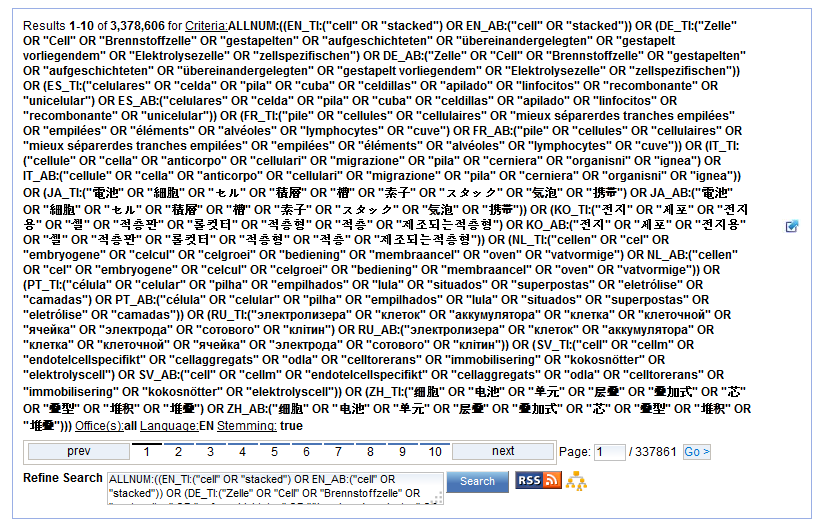 Results 1-10 of 3,378,606 for Criteria:ALLNUM:((EN_TI:("cell" OR "stacked") OR EN_AB:("cell" OR "stacked")) OR (DE_TI:("Zelle"
OR "Cell" OR "Brennstoffzelle" OR "gestapelten" OR "aufgeschichteten" OR "übereinandergelegten" OR "gestapelt
vorliegendem" OR "Elektrolysezelle" OR "zellspezifischen") OR DE_AB:("Zelle" OR "Cell" OR "Brennstoffzelle" OR "gestapelten"
OR "aufgeschichteten" OR "übereinandergelegten" OR "gestapelt vorliegendem" OR "Elektrolysezelle" OR "zellspezifischen"))
OR (ES_TI:("celulares" OR "celda" OR "pila" OR "cuba" OR "celdillas" OR "apilado" OR "linfocitos" OR "recombonante" OR
"unicelular") OR ES_AB:("celulares" OR "celda" OR "pila" OR "cuba" OR "celdillas" OR "apilado" OR "linfocitos" OR
"recombonante" OR "unicelular")) OR (FR_TI:("pile" OR "cellules" OR "cellulaires" OR "mieux séparerdes tranches empilées"
OR "empilées" OR "éléments" OR "alvéoles" OR "lymphocytes" OR "cuve") OR FR_AB:("pile" OR "cellules" OR "cellulaires" OR
"mieux séparerdes tranches empilées" OR "empilées" OR "éléments" OR "alvéoles" OR "lymphocytes" OR "cuve")) OR (IT_TI:
("cellule" OR "cella" OR "anticorpo" OR "cellulari" OR "migrazione" OR "pila" OR "cerniera" OR "organisni" OR "ignea") OR
IT_AB:("cellule" OR "cella" OR "anticorpo" OR "cellulari" OR "migrazione" OR "pila" OR "cerniera" OR "organisni" OR "ignea"))
OR (JA_TI:("電池" OR "細胞" OR "セル" OR "積層" OR "槽" OR "素子" OR "スタック" OR "気泡" OR "携帯") OR JA_AB:("電池"
OR "細胞" OR "セル" OR "積層" OR "槽" OR "素子" OR "スタック" OR "気泡" OR "携帯")) OR (KO_TI:("전지" OR "세포" OR "전지
용" OR "셀" OR "적층판" OR "롤컷터" OR "적층형" OR "적층" OR "제조되는적층형") OR KO_AB:("전지" OR "세포" OR "전지용"
OR "셀" OR "적층판" OR "롤컷터" OR "적층형" OR "적층" OR "제조되는적층형")) OR (NL_TI:("cellen" OR "cel" OR
"embryogene" OR "celcul" OR "celgroei" OR "bediening" OR "membraancel" OR "oven" OR "vatvormige") OR NL_AB:("cellen"
OR "cel" OR "embryogene" OR "celcul" OR "celgroei" OR "bediening" OR "membraancel" OR "oven" OR "vatvormige")) OR
(PT_TI:("célula" OR "celular" OR "pilha" OR "empilhados" OR "lula" OR "situados" OR "superpostas" OR "eletrólise" OR
"camadas") OR PT_AB:("célula" OR "celular" OR "pilha" OR "empilhados" OR "lula" OR "situados" OR "superpostas" OR
"eletrólise" OR "camadas")) OR (RU_TI:("электролизера" OR "клеток" OR "аккумулятора" OR "клетка" OR "клеточной" OR
"ячейка" OR "электрода" OR "сотового" OR "клітин") OR RU_AB:("электролизера" OR "клеток" OR "аккумулятора" OR
"клетка" OR "клеточной" OR "ячейка" OR "электрода" OR "сотового" OR "клітин")) OR (SV_TI:("cell" OR "cellm" OR
"endotelcellspecifikt" OR "cellaggregats" OR "odla" OR "celltorerans" OR "immobilisering" OR "kokosnötter" OR
"elektrolyscell") OR SV_AB:("cell" OR "cellm" OR "endotelcellspecifikt" OR "cellaggregats" OR "odla" OR "celltorerans" OR
"immobilisering" OR "kokosnötter" OR "elektrolyscell")) OR (ZH_TI:("细胞" OR "电池" OR "单元" OR "层叠" OR "叠加式" OR "芯"
OR "叠型" OR "堆积" OR "堆叠") OR ZH_AB:("细胞" OR "电池" OR "单元" OR "层叠" OR "叠加式" OR "芯" OR "叠型" OR "堆积" OR
"堆叠"))) Office(s):all Language:EN Stemming: true
prev 1 2 3 4 5 6 7 8 9 10 next Page: 1 / 337861 Go >
Refine Search ALLNUM:((EN_TI:("cell" OR "stacked") OR EN_AB:("cell" OR Search RSS
"stacked")) OR (DE_TI:("Zelle" OR "Cell" OR "Brennstoffzelle" OR